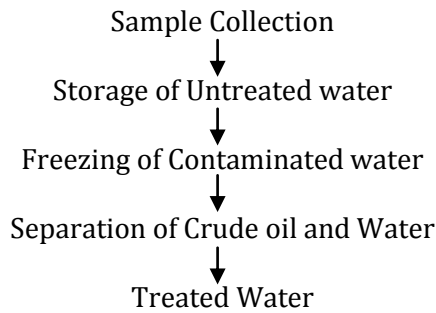 Sample Collection
Storage of Untreated water
Freezing of Contaminated water
Separation of Crude oil and Water
Treated Water